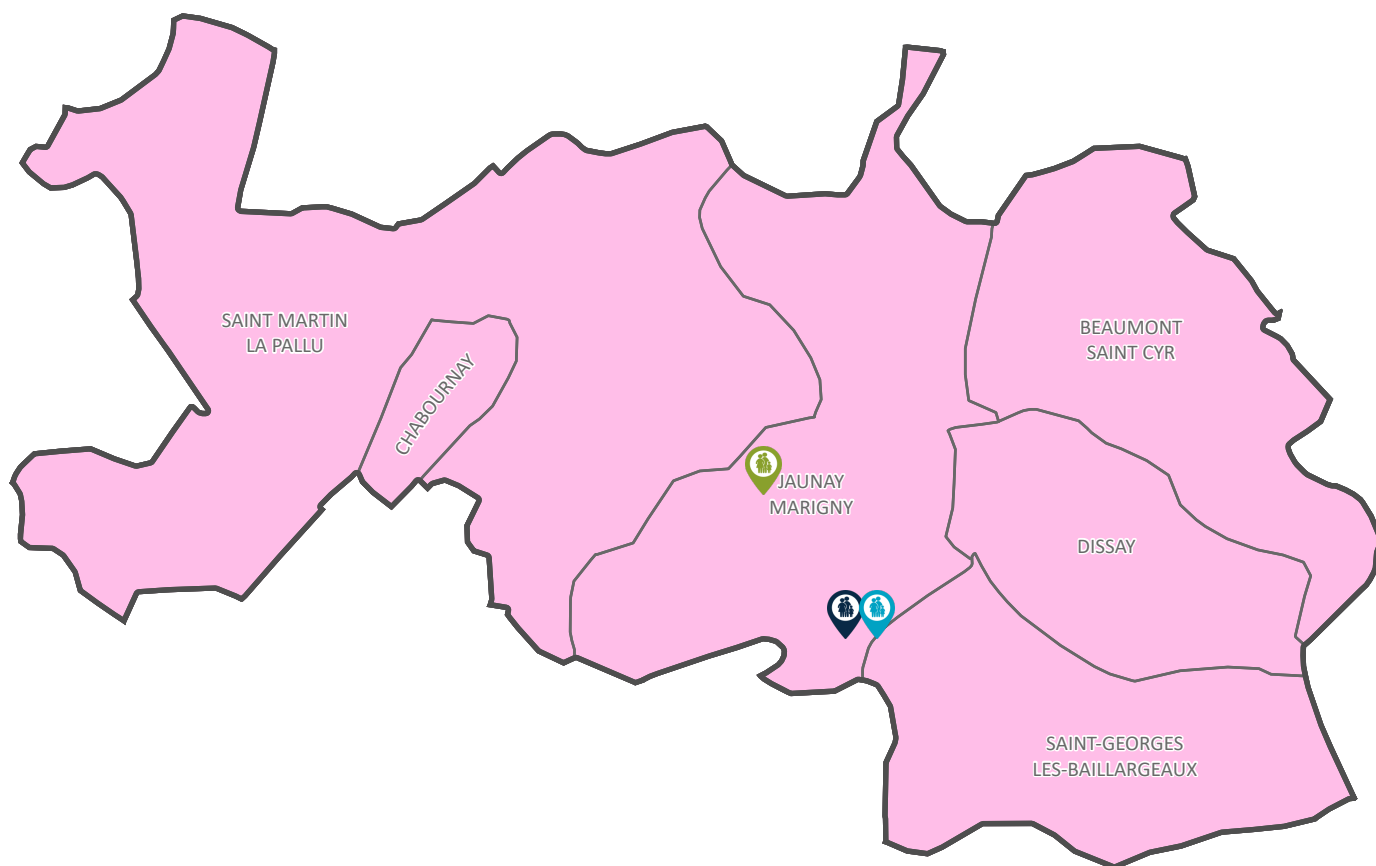 SAINT MARTIN
LA PALLU
CHABOURNAY
BEAUMONT
SAINT CYR
JAUNAY
MARIGNY
DISSAY
SAINT-GEORGES
LES-BAILLARGEAUX